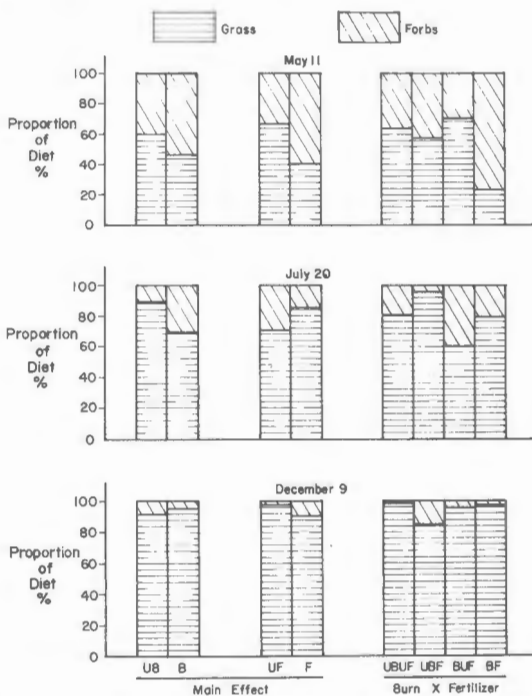 Grass Forbs
May 11
100
80
60
40
20
0
Proportion
of
Diet
%
July 20
100
80
60
40
20
0
Proportion
of
Diet
%
December 9
100
80
60
40
20
0
Proportion
of
Diet
%
UB B UF F UBUF UBF BUF BF
Main Effect Burn X Fertilizer